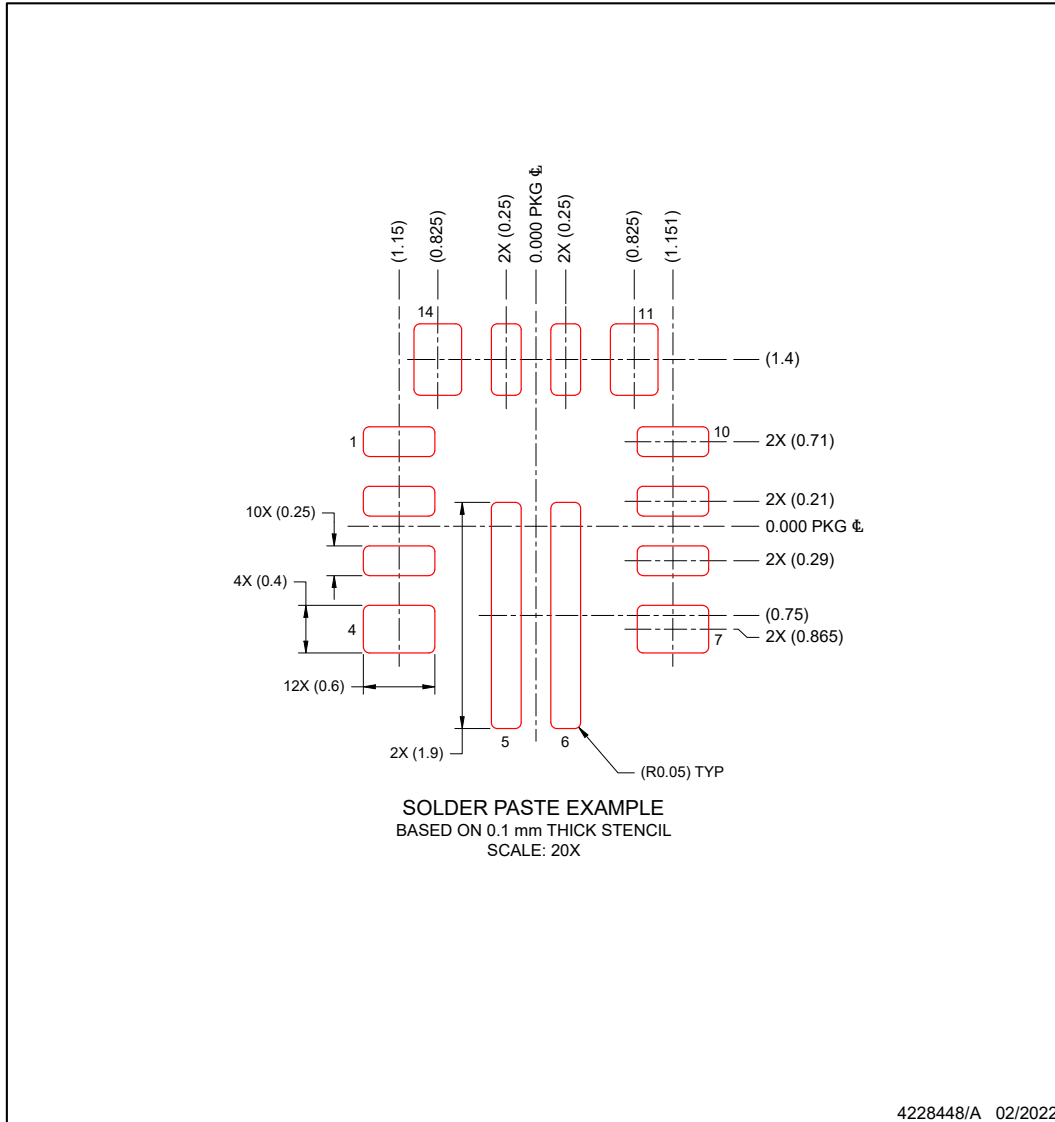 (1.15)
(0.825)
2X (0.25)
0.000 PKG ℄
2X (0.25)
(0.825)
(1.151)
14
11
(1.4)
1
10
2X (0.71)
2X (0.21)
10X (0.25)
0.000 PKG ℄
2X (0.29)
4X (0.4)
(0.75)
4
7
2X (0.865)
12X (0.6)
5
6
2X (1.9)
(R0.05) TYP
SOLDER PASTE EXAMPLE
BASED ON 0.1 mm THICK STENCIL
SCALE: 20X
4228448/A 02/2022